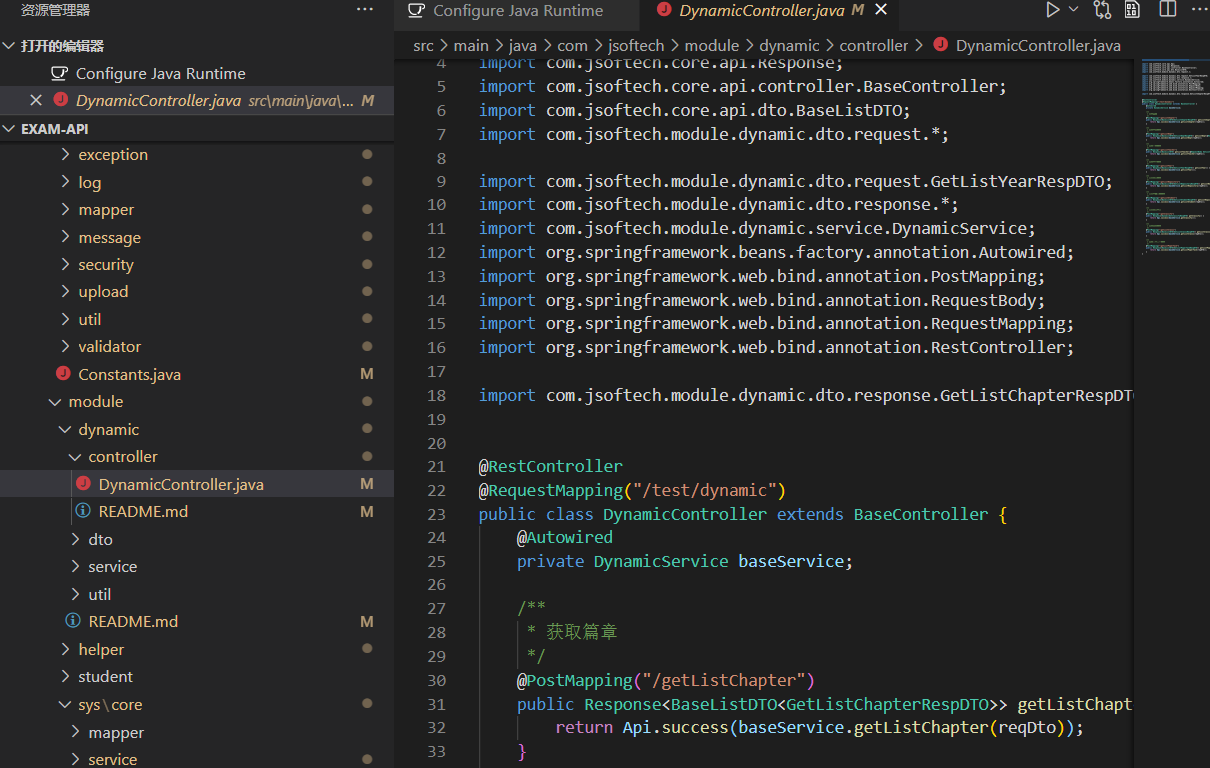 资源管理器
···
打开的编辑器
Configure Java Runtime
DynamicController.java src\main\java\... M
EXAM-API
exception
log
mapper
message
security
upload
util
validator
Constants.java M
module
dynamic
controller
DynamicController.java M
README.md M
dto
service
util
README.md M
helper
student
sys\core
mapper
service
Configure Java Runtime
DynamicController.java M
src > main > java > com > jsoftech > module > dynamic > controller > DynamicController.java
4 import com.jsoftech.core.api.Response;
5 import com.jsoftech.core.api.controller.BaseController;
6 import com.jsoftech.core.api.dto.BaseListDTO;
7 import com.jsoftech.module.dynamic.dto.request.*;
8
9 import com.jsoftech.module.dynamic.dto.request.GetListYearRespDTO;
10 import com.jsoftech.module.dynamic.dto.response.*;
11 import com.jsoftech.module.dynamic.service.DynamicService;
12 import org.springframework.beans.factory.annotation.Autowired;
13 import org.springframework.web.bind.annotation.PostMapping;
14 import org.springframework.web.bind.annotation.RequestBody;
15 import org.springframework.web.bind.annotation.RequestMapping;
16 import org.springframework.web.bind.annotation.RestController;
17
18 import com.jsoftech.module.dynamic.dto.response.GetListChapterRespDT
19
20
21 @RestController
22 @RequestMapping("/test/dynamic")
23 public class DynamicController extends BaseController {
24 @Autowired
25 private DynamicService baseService;
26
27 /**
28 * 获取篇章
29 */
30 @PostMapping("/getListChapter")
31 public Response<BaseListDTO<GetListChapterRespDTO>> getListChapt
32 return Api.success(baseService.getListChapter(reqDto));
33 }